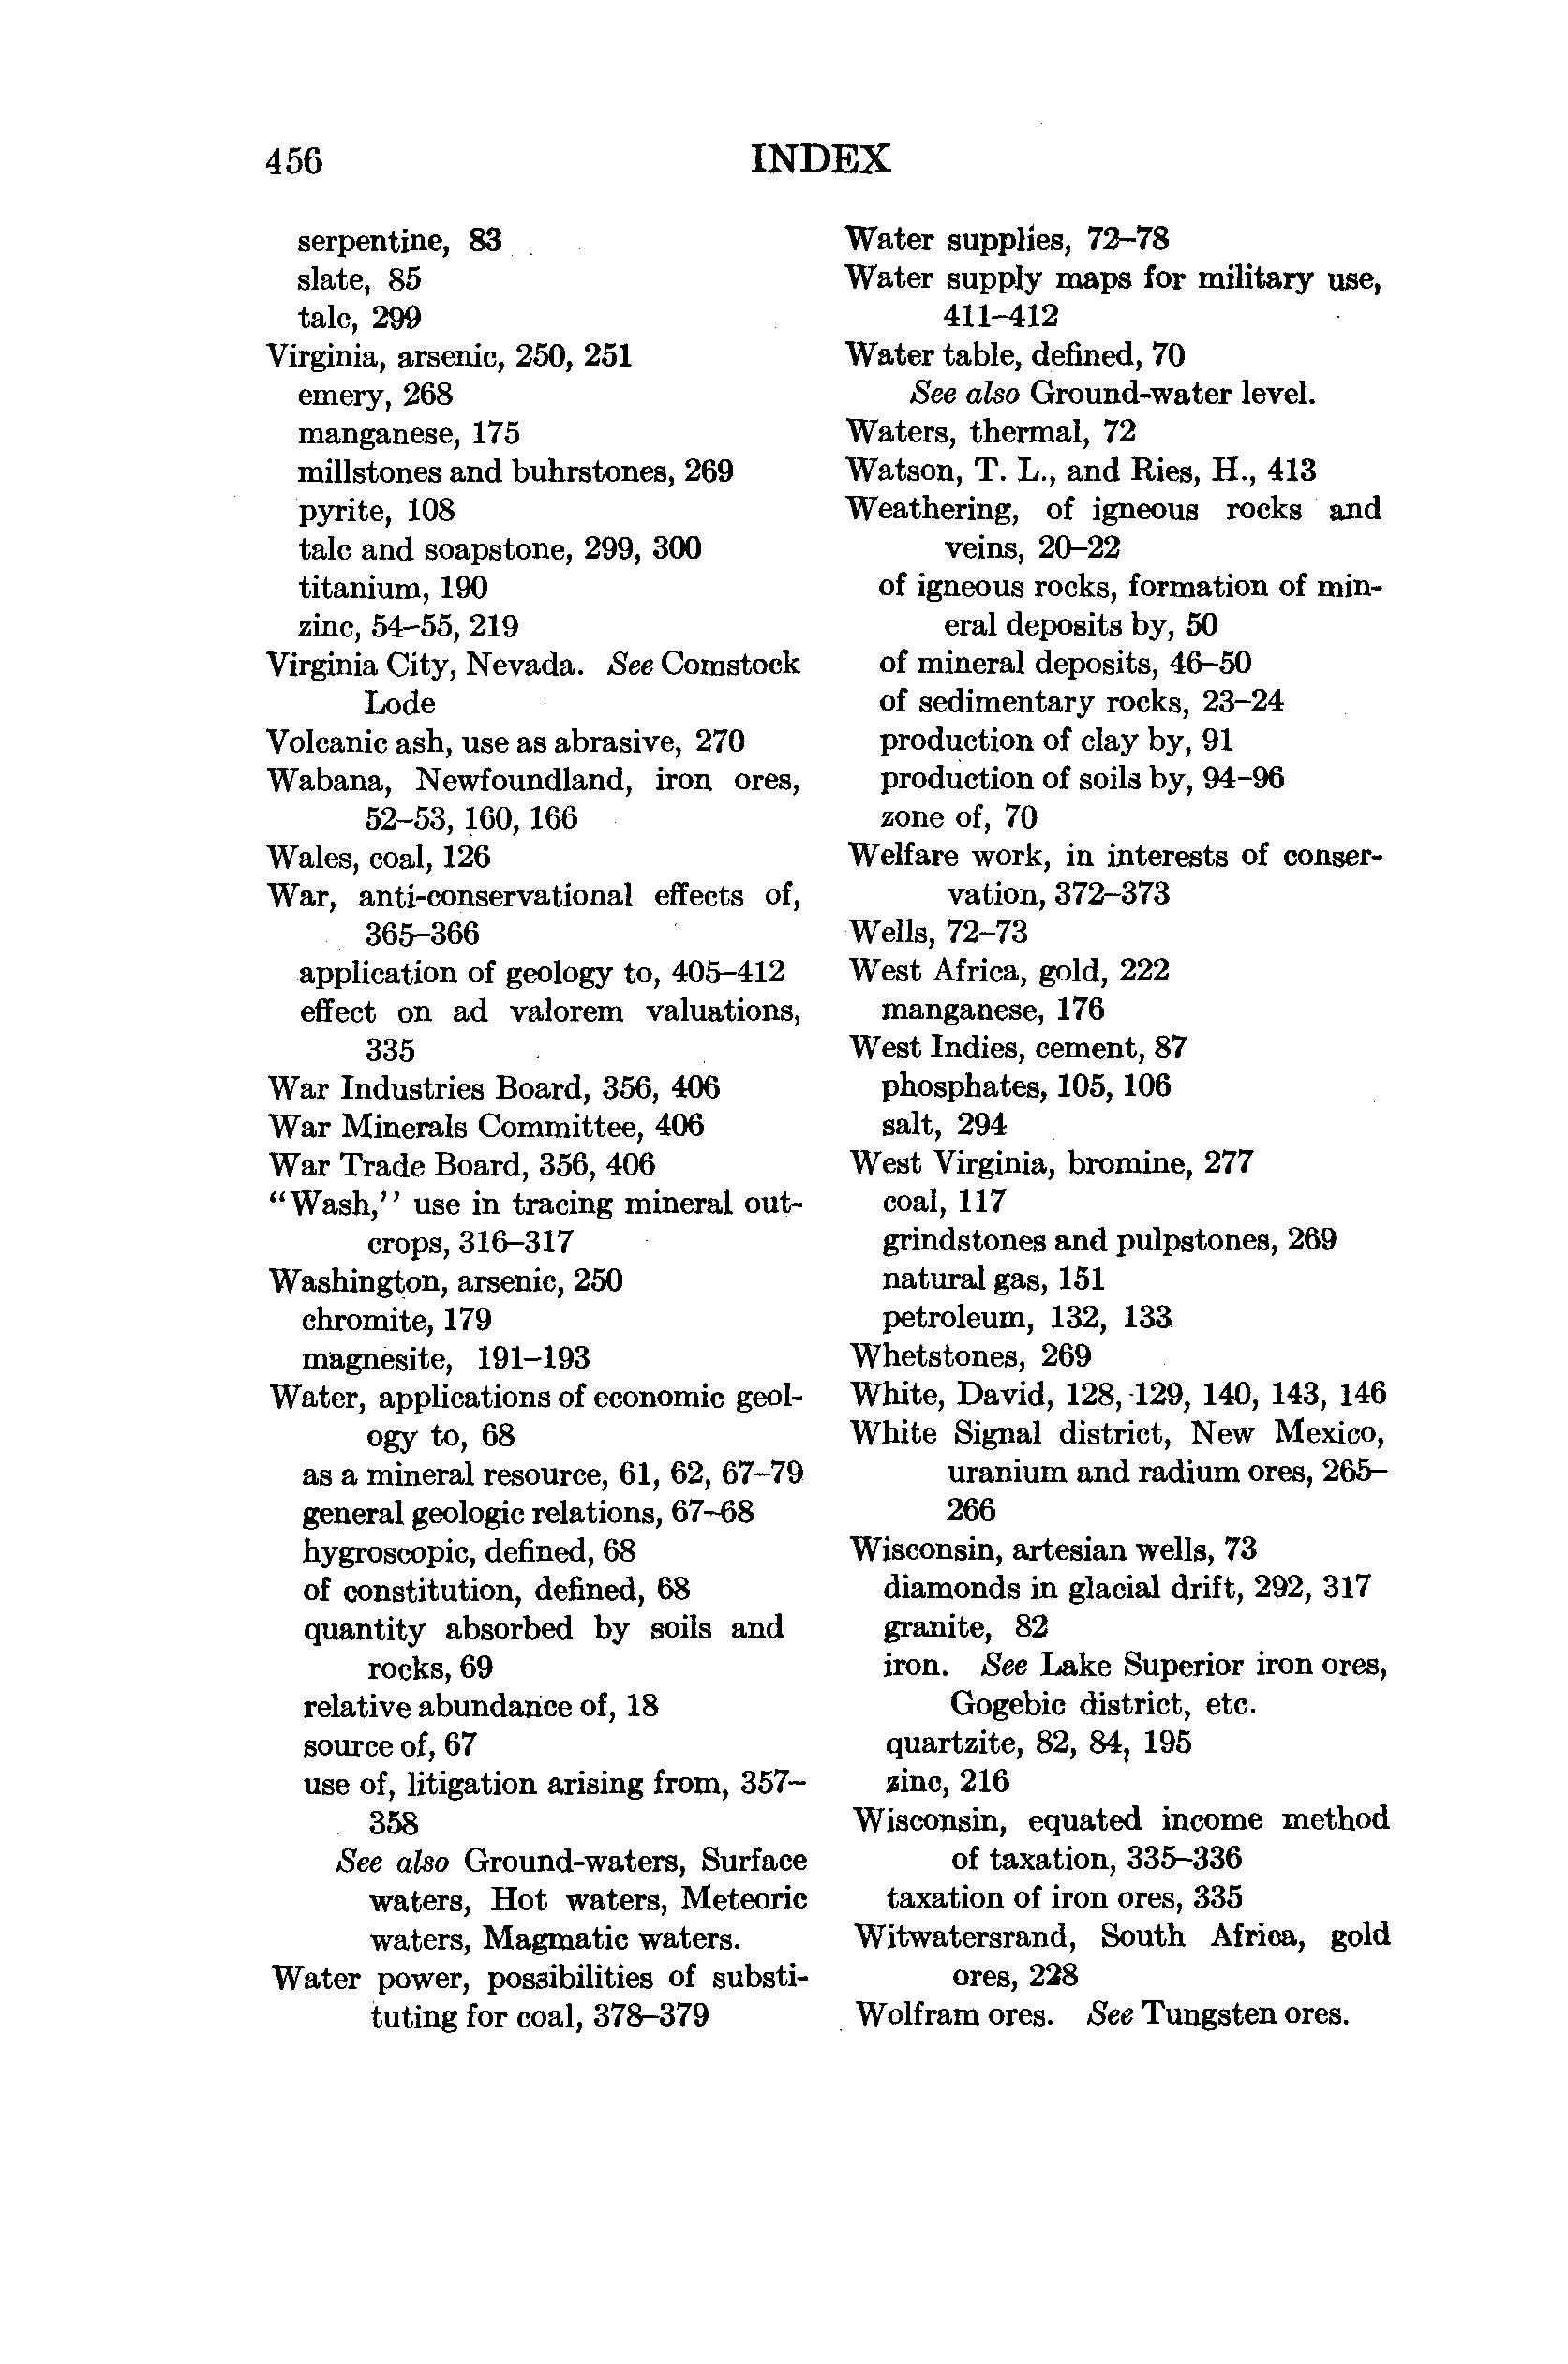 456
INDEX
serpentine, 83
slate, 85
talc, 299
Virginia, arsenic, 250, 251
emery, 268
manganese, 175
millstones and buhrstones, 269
pyrite, 108
talc and soapstone, 299, 300
titanium, 190
zinc, 54–55, 219
Virginia City, Nevada. See Comstock
Lode
Volcanic ash, use as abrasive, 270
Wabana, Newfoundland, iron ores,
52–53, 160, 166
Wales, coal, 126
War, anti-conservational effects of,
365–366
application of geology to, 405–412
effect on ad valorem valuations,
335
War Industries Board, 356, 406
War Minerals Committee, 406
War Trade Board, 356, 406
“Wash,’’ use in tracing mineral out-
crops, 316–317
Washington, arsenic, 250
chromite, 179
magnesite, 191–193
Water, applications of economic geol-
ogy to, 68
as a mineral resource, 61, 62, 67–79
general geologic relations, 67–68
hygroscopic, defined, 68
of constitution, defined, 68
quantity absorbed by soils and
rocks, 69
relative abundance of, 18
source of, 67
use of, litigation arising from, 357–
358
See also Ground-waters, Surface
waters, Hot waters, Meteoric
waters, Magmatic waters.
Water power, possibilities of substi-
tuting for coal, 378–379
Water supplies, 72–78
Water supply maps for military use,
411–412
Water table, defined, 70
See also Ground-water level.
Waters, thermal, 72
Watson, T. L., and Ries, H., 413
Weathering, of igneous rocks and
veins, 20–22
of igneous rocks, formation of min-
eral deposits by, 50
of mineral deposits, 46–50
of sedimentary rocks, 23–24
production of clay by, 91
production of soils by, 94–96
zone of, 70
Welfare work, in interests of conser-
vation, 372–373
Wells, 72–73
West Africa, gold, 222
manganese, 176
West Indies, cement, 87
phosphates, 105, 106
salt, 294
West Virginia, bromine, 277
coal, 117
grindstones and pulpstones, 269
natural gas, 151
petroleum, 132, 133
Whetstones, 269
White, David, 128, 129, 140, 143, 146
White Signal district, New Mexico,
uranium and radium ores, 265–
266
Wisconsin, artesian wells, 73
diamonds in glacial drift, 292, 317
granite, 82
iron. See Lake Superior iron ores,
Gogebic district, etc.
quartzite, 82, 84, 195
zinc, 216
Wisconsin, equated income method
of taxation, 335–336
taxation of iron ores, 335
Witwatersrand, South Africa, gold
ores, 228
Wolfram ores. See Tungsten ores.